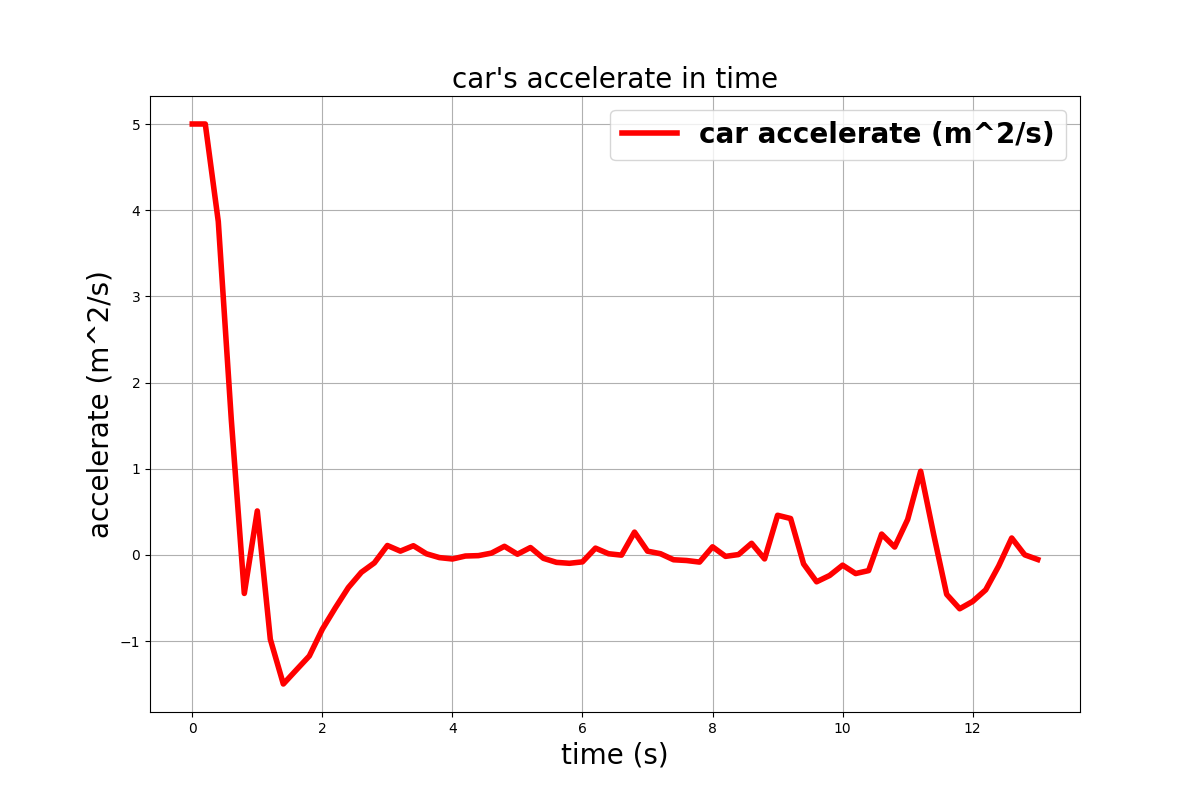 car's accelerate in time
car accelerate (m^2/s)
accelerate (m^2/s)
5
4
3
2
1
0
−1
0 2 4 6 8 10 12
time (s)